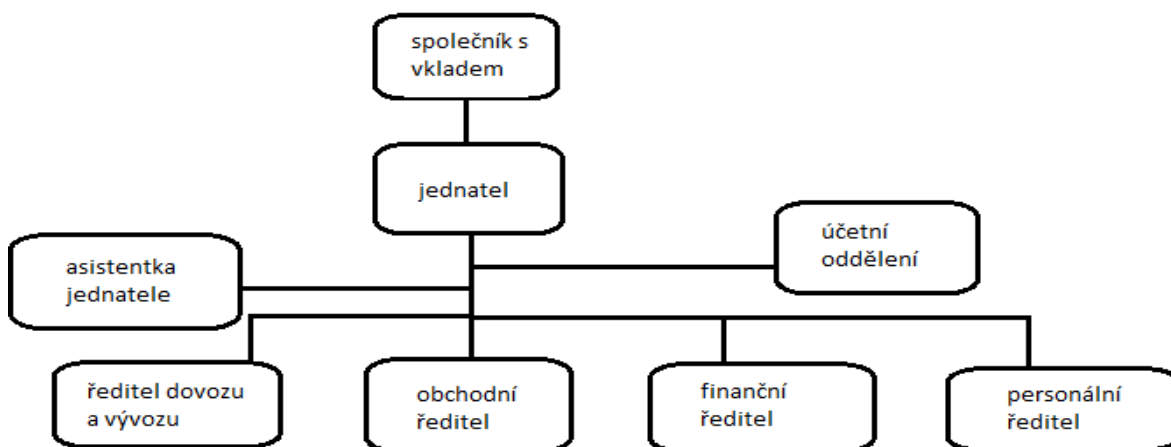 společník s
vkladem
jednatel
účetní
oddělení
asistentka
jednatele
ředitel dovozu
a vývozu
obchodní
ředitel
finanční
ředitel
personální
ředitel